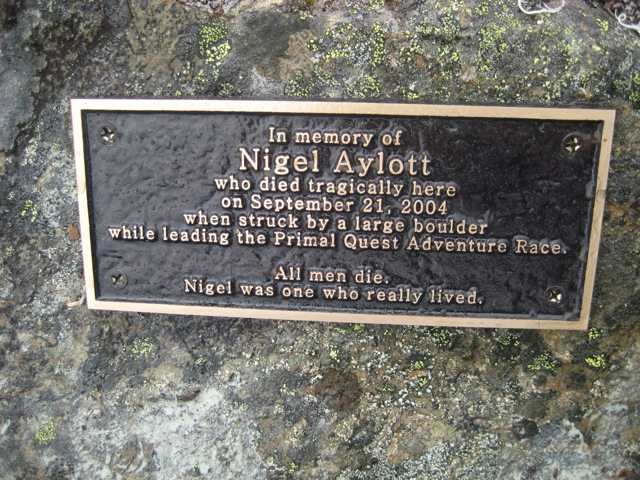 In memory of
Nigel Aylott
who died tragically here
on September 21, 2004
when struck by a large boulder
while leading the Primal Quest Adventure Race.
All men die.
Nigel was one who really lived.